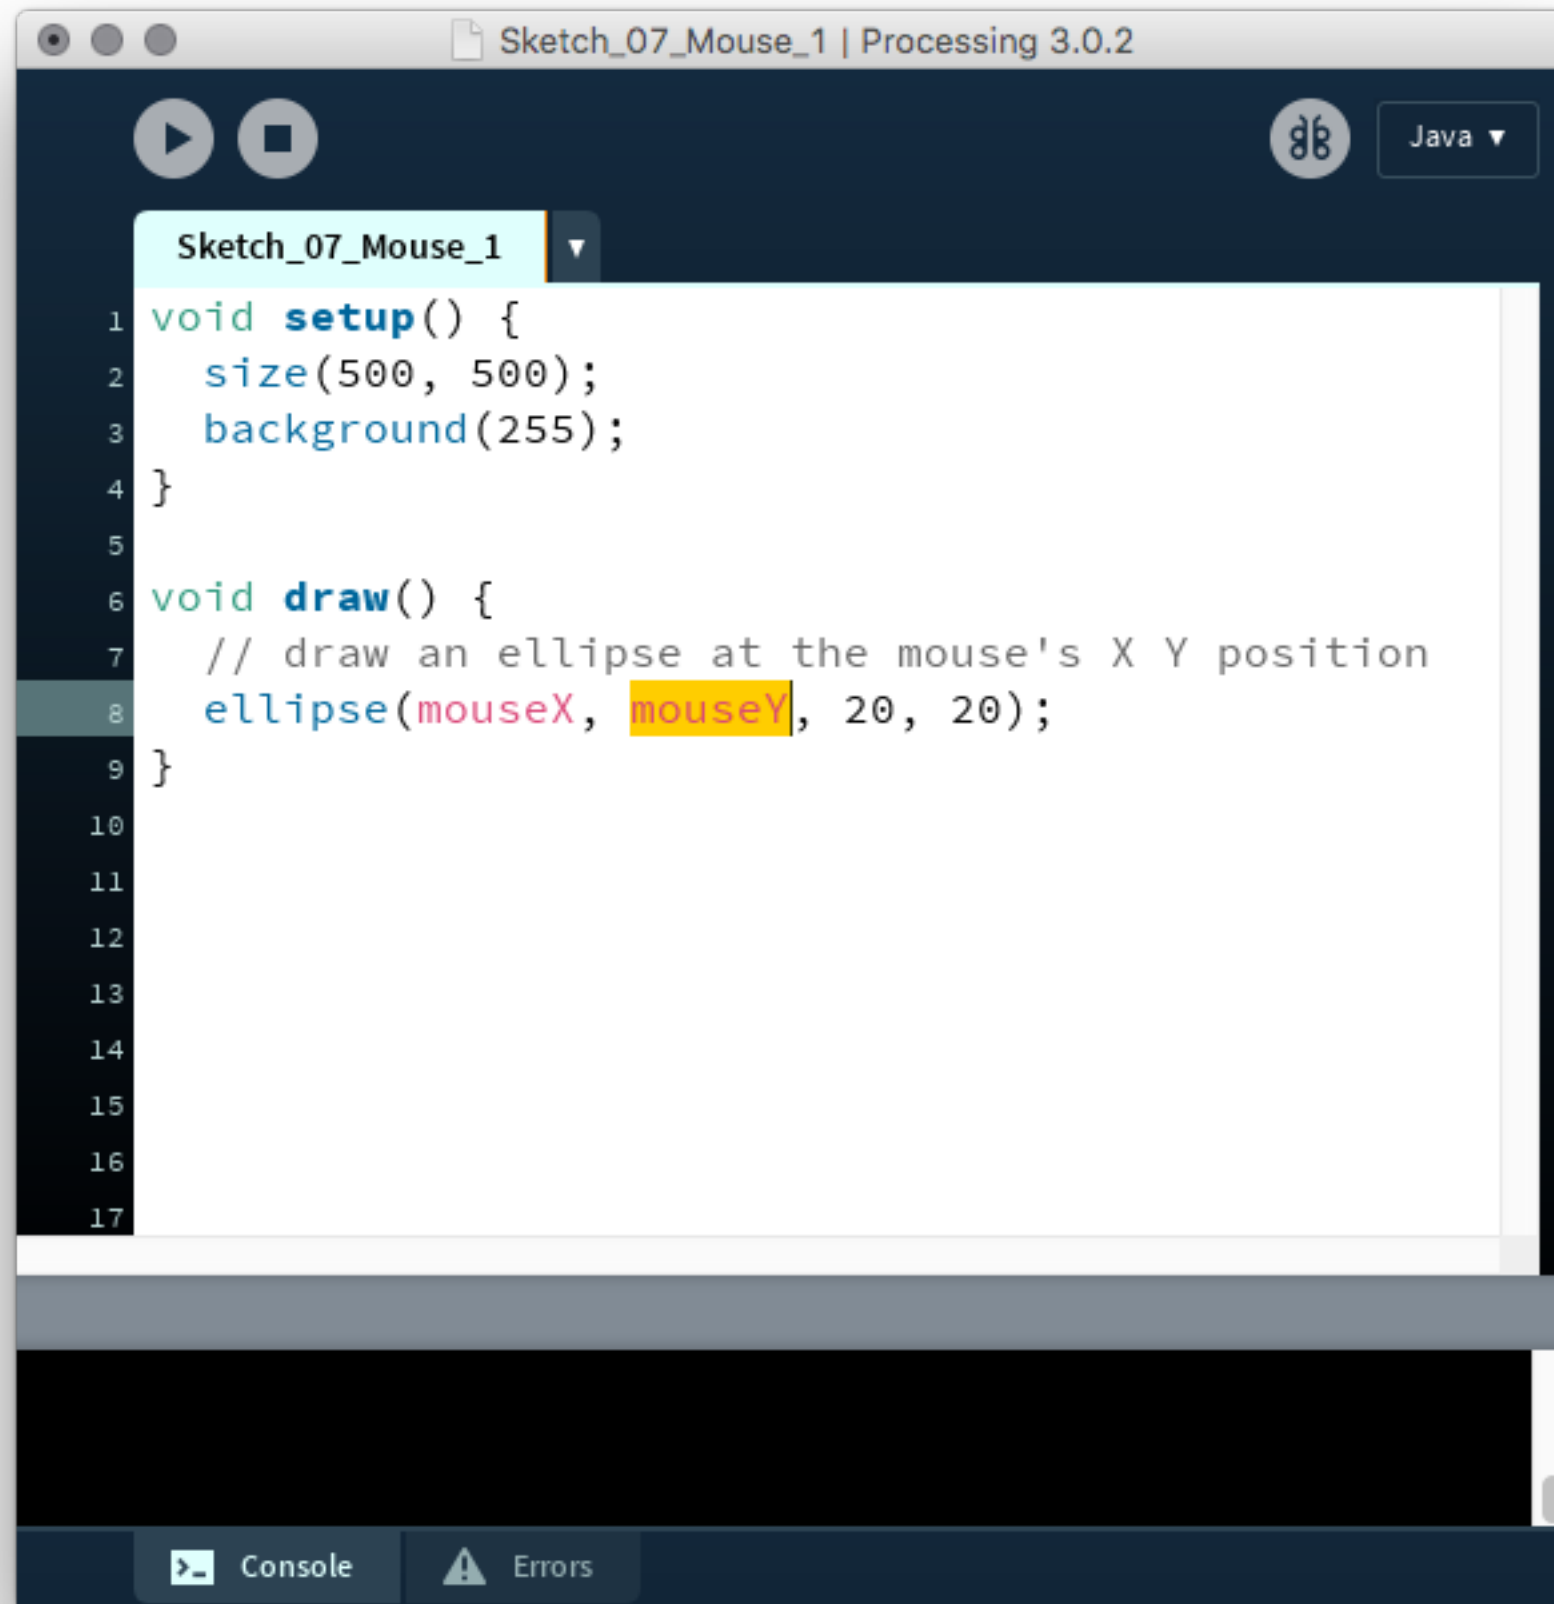 Sketch_07_Mouse_1 | Processing 3.0.2
Java ▼
Sketch_07_Mouse_1 ▼
1 void setup() {
2   size(500, 500);
3   background(255);
4 }
5
6 void draw() {
7   // draw an ellipse at the mouse's X Y position
8   ellipse(mouseX, mouseY, 20, 20);
9 }
10
11
12
13
14
15
16
17
Console Errors